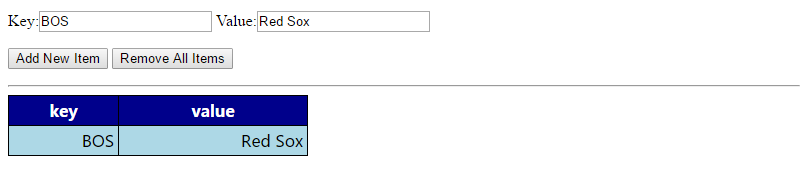 Key:BOS Value:Red Sox
Add New Item Remove All Items
key value
BOS Red Sox